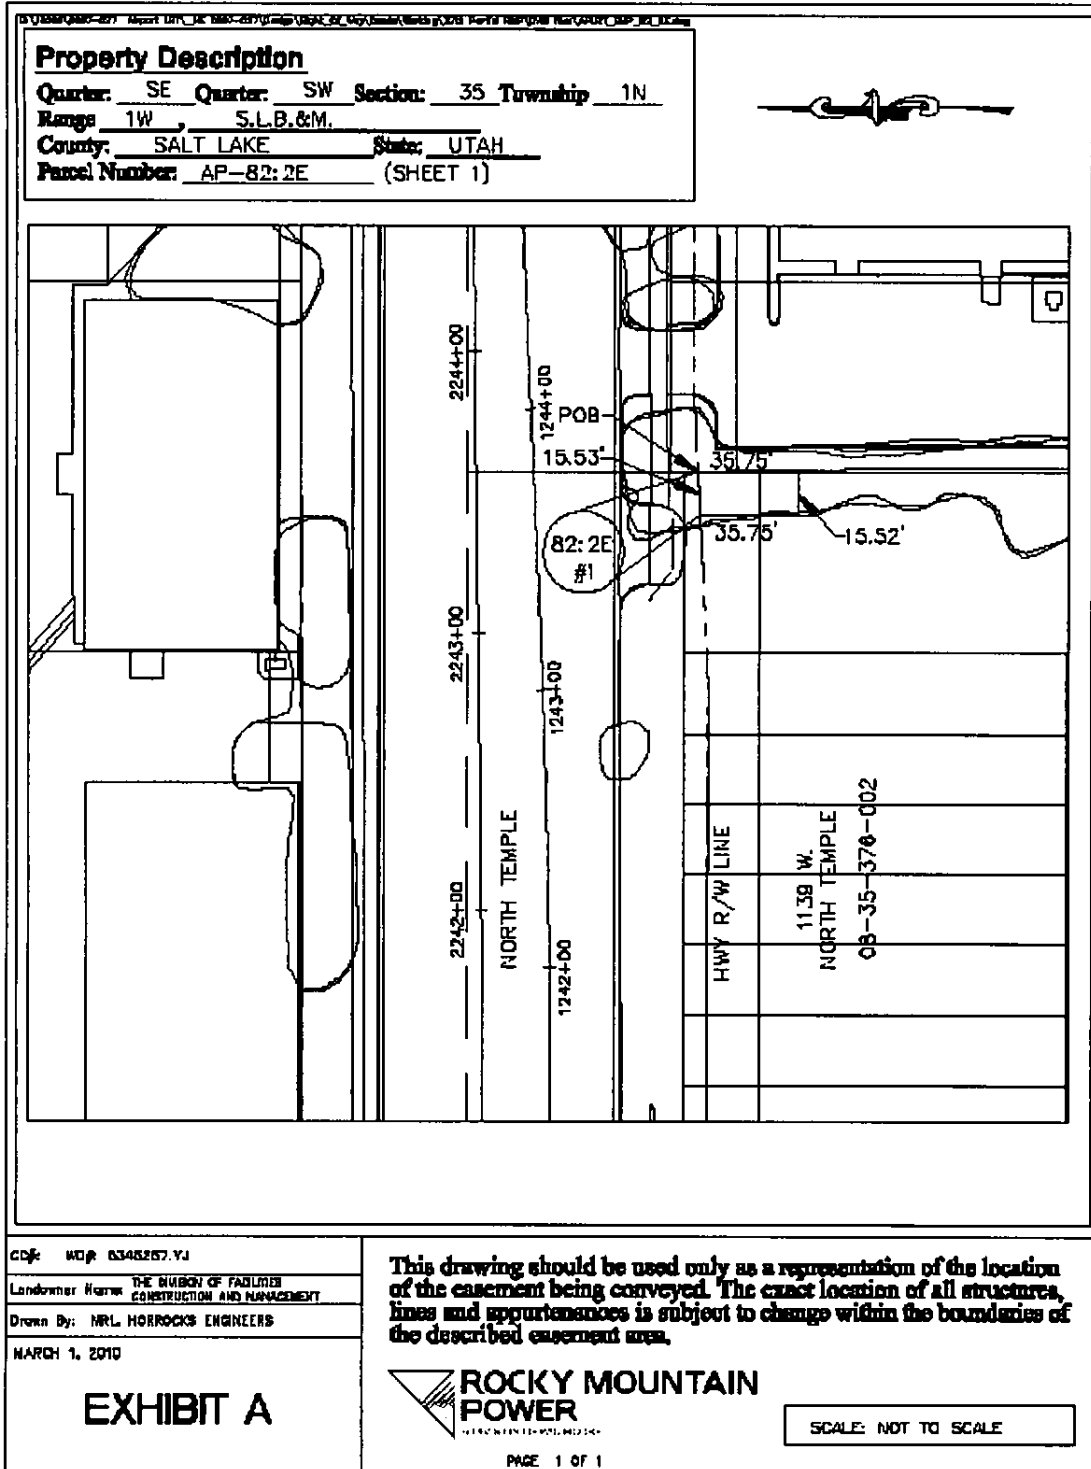 Property Description
Quarter: SE Quarter: SW Section: 35 Township 1N
Range 1W , S.L.B.&M.
County: SALT LAKE State: UTAH
Parcel Number: AP-82:2E (SHEET 1)
2244+00
1244+00
POB
15.53'
35.75'
35.75'
15.52'
82:2E
#1
2243+00
1243+00
2242+00
1242+00
NORTH TEMPLE
HWY R/W LINE
1139 W.
NORTH TEMPLE
08-35-376-002
CC#: WO#:
Landowner Name: THE DIVISION OF FACILITIES
CONSTRUCTION AND MANAGEMENT
Drawn By: MRL HORROCKS ENGINEERS
MARCH 1, 2010
EXHIBIT A
This drawing should be used only as a representation of the location
of the easement being conveyed. The exact location of all structures,
lines and appurtenances is subject to change within the boundaries of
the described easement area.
ROCKY MOUNTAIN
POWER
PAGE 1 OF 1
SCALE: NOT TO SCALE